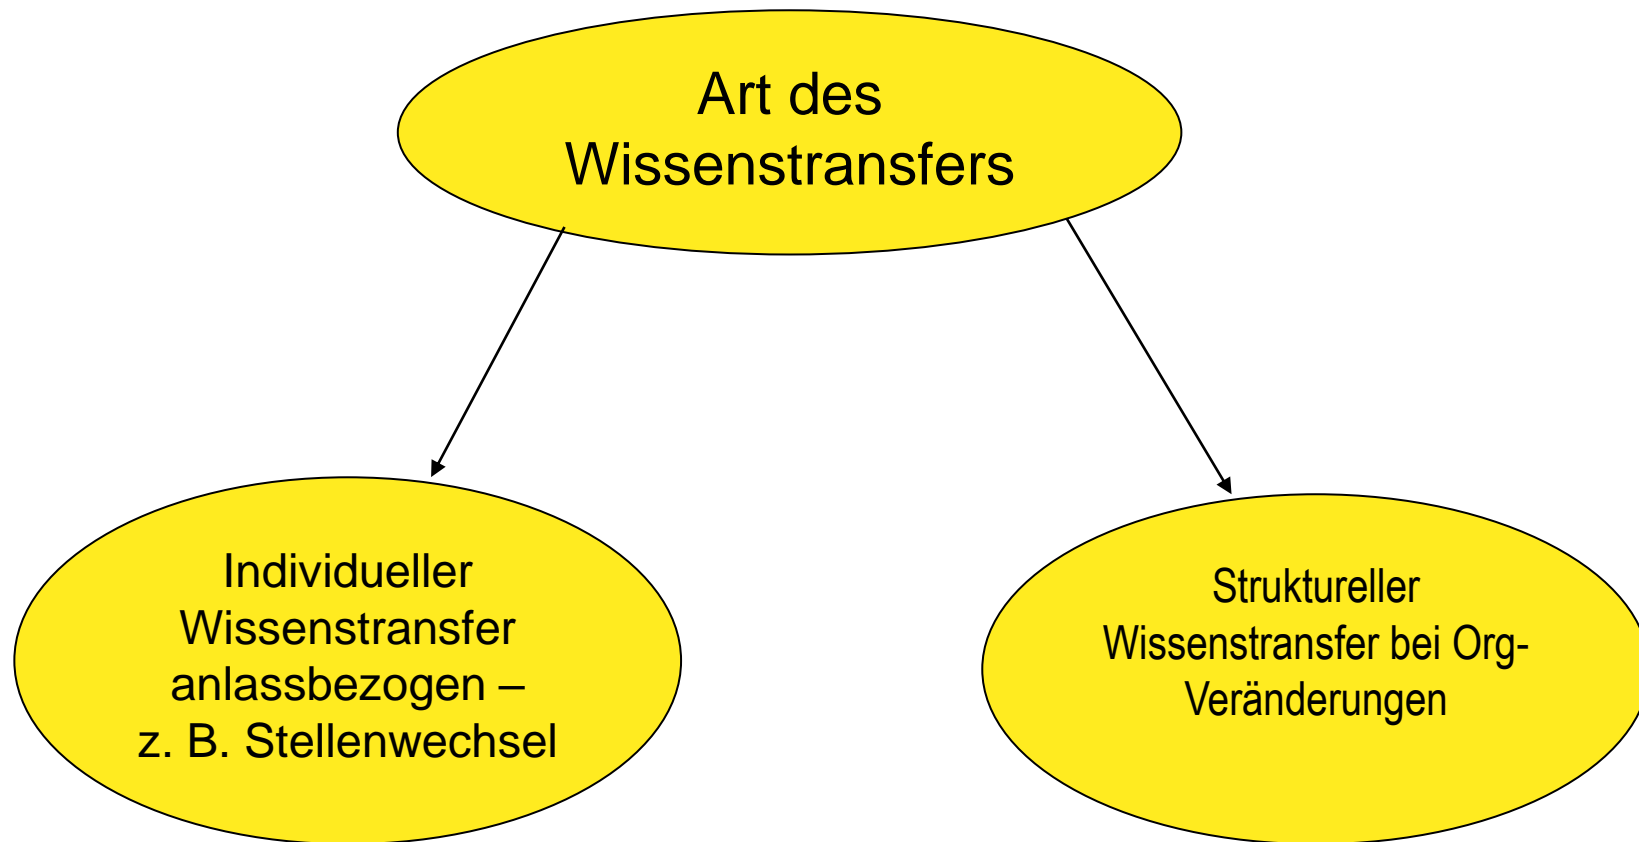 Art des
Wissenstransfers
Individueller
Wissenstransfer
anlassbezogen –
z. B. Stellenwechsel
Struktureller
Wissenstransfer bei Org-
Veränderungen